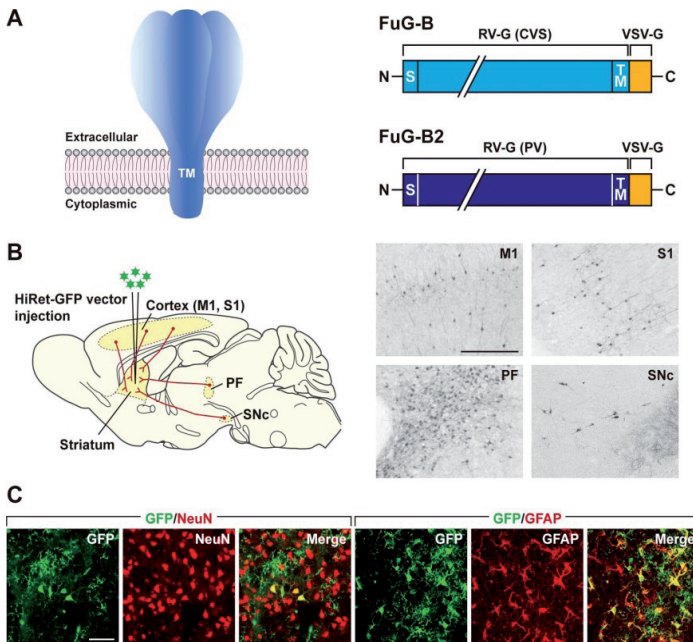 A
Extracellular
TM
Cytoplasmic
FuG-B
RV-G (CVS)
VSV-G
N
S
TM
C
FuG-B2
RV-G (PV)
VSV-G
N
S
TM
C
B
HiRet-GFP vector
injection
Cortex (M1, S1)
PF
SNc
Striatum
M1
S1
PF
SNc
C
GFP/NeuN
GFP/GFAP
GFP
NeuN
Merge
GFP
GFAP
Merge